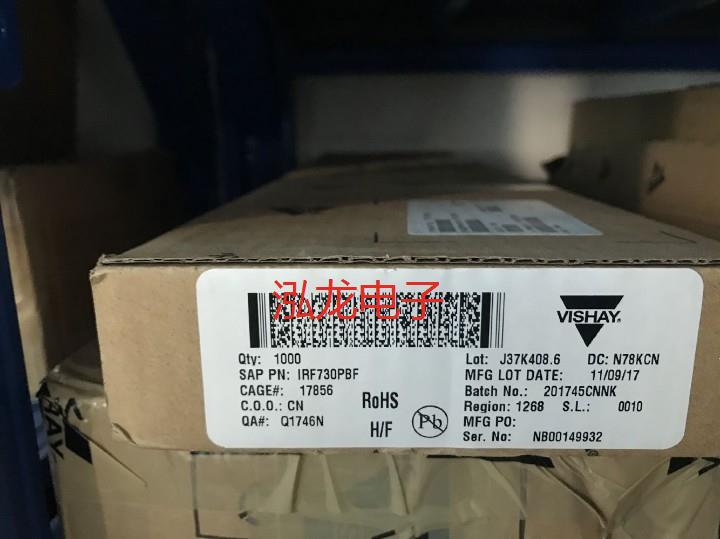 泓龙电子
VISHAY.
Qty: 1000
SAP PN: IRF730PBF
CAGE#: 17856
C.O.O.: CN
QA#: Q1746N
RoHS
H/F
Pb
Lot: J37K408.6 DC: N78KCN
MFG LOT DATE: 11/09/17
Batch No.: 201745CNNK
Region: 1268 S.L.: 0010
MFG PO:
Ser. No: NB00149932